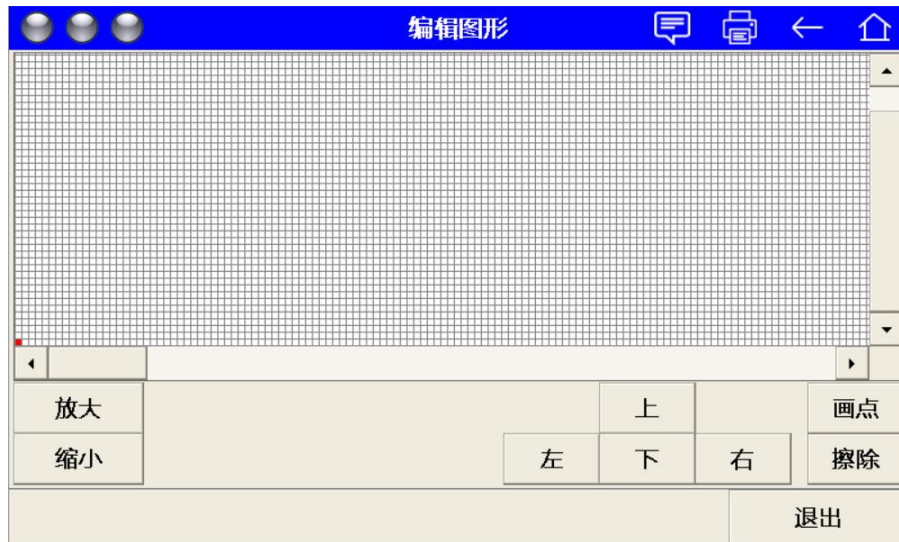 编辑图形
放大 上 画点
缩小 左 下 右 擦除
退出